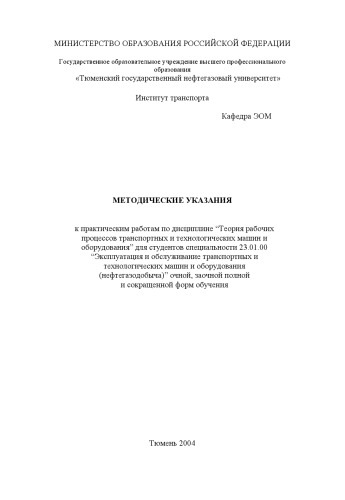 МИНИСТЕРСТВО ОБРАЗОВАНИЯ РОССИЙСКОЙ ФЕДЕРАЦИИ
Государственное образовательное учреждение высшего профессионального
образования
«Тюменский государственный нефтегазовый университет»
Институт транспорта
Кафедра ЭОМ
МЕТОДИЧЕСКИЕ УКАЗАНИЯ
к практическим работам по дисциплине “Теория рабочих
процессов транспортных и технологических машин и
оборудования” для студентов специальности 23.01.00
“Эксплуатация и обслуживание транспортных и
технологических машин и оборудования
(нефтегазодобыча)” очной, заочной полной
и сокращенной форм обучения
Тюмень 2004